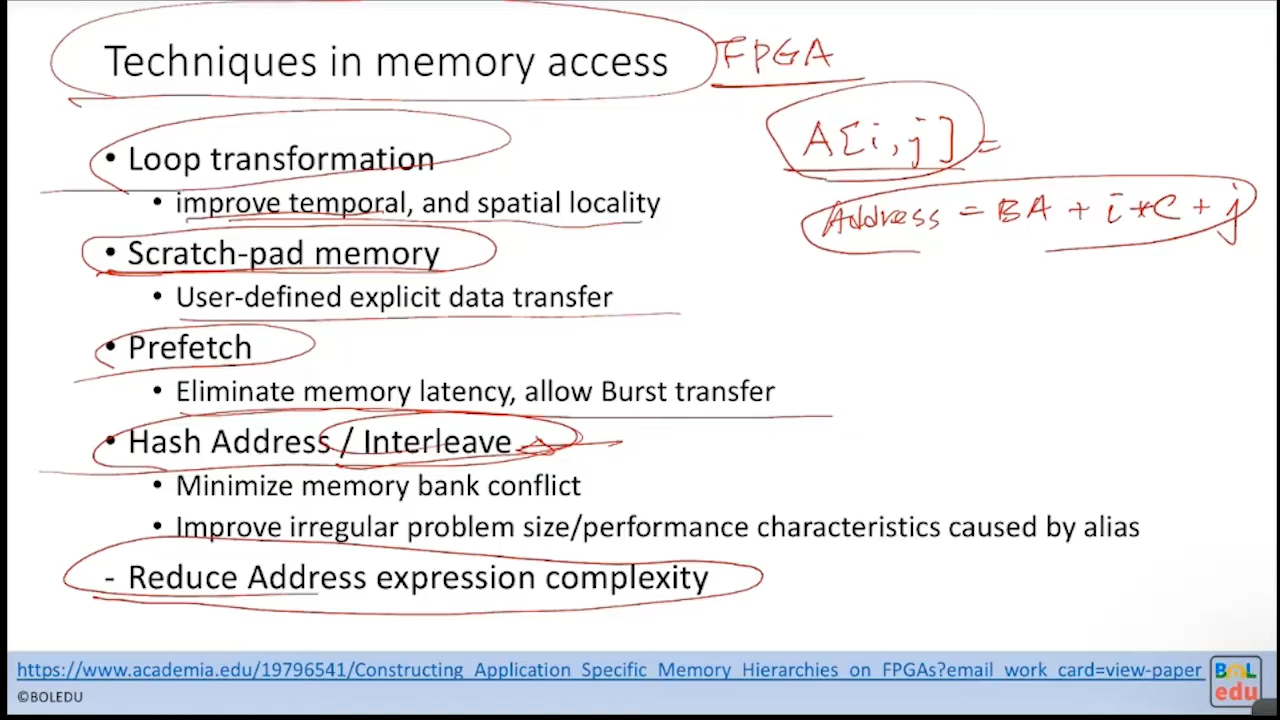 Techniques in memory access
FPGA
A[i,j] =
Address = BA + i*C + j
• Loop transformation
• improve temporal, and spatial locality
• Scratch-pad memory
• User-defined explicit data transfer
• Prefetch
• Eliminate memory latency, allow Burst transfer
• Hash Address / Interleave
• Minimize memory bank conflict
• Improve irregular problem size/performance characteristics caused by alias
- Reduce Address expression complexity
https://www.academia.edu/19796541/Constructing_Application_Specific_Memory_Hierarchies_on_FPGAs?email_work_card=view-paper
©BOLEDU
BOL
edu